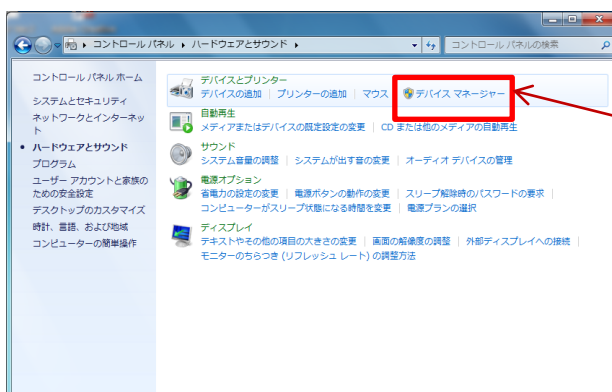 コントロール パネル ▸ ハードウェアとサウンド ▸
コントロール パネルの検索
コントロール パネル ホーム
システムとセキュリティ
ネットワークとインターネッ
ト
ハードウェアとサウンド
プログラム
ユーザー アカウントと家族の
ための安全設定
デスクトップのカスタマイズ
時計、言語、および地域
コンピューターの簡単操作
デバイスとプリンター
デバイスの追加 | プリンターの追加 | マウス | デバイス マネージャー
自動再生
メディアまたはデバイスの既定設定の変更 | CD または他のメディアの自動再生
サウンド
システム音量の調整 | システムが出す音の変更 | オーディオ デバイスの管理
電源オプション
省電力の設定の変更 | 電源ボタンの動作の変更 | スリープ解除時のパスワードの要求 |
コンピューターがスリープ状態になる時間を変更 | 電源プランの選択
ディスプレイ
テキストやその他の項目の大きさの変更 | 画面の解像度の調整 | 外部ディスプレイへの接続 |
モニターのちらつき (リフレッシュ レート) の調整方法